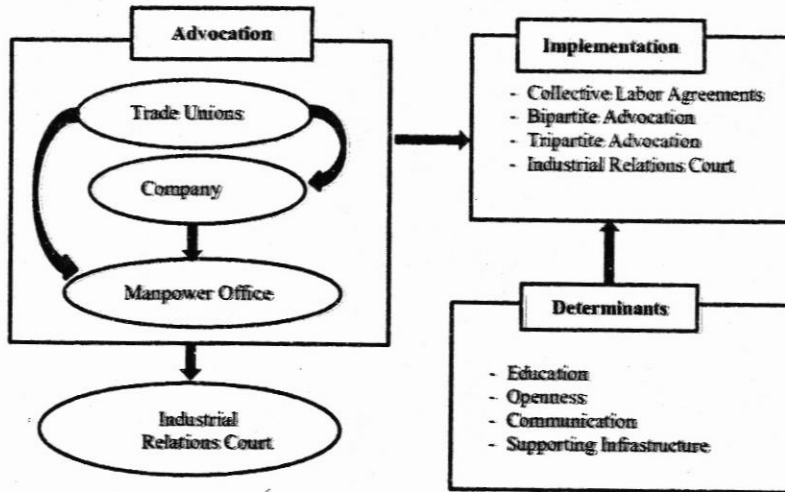 Advocation
Trade Unions
Company
Manpower Office
Industrial
Relations Court
Implementation
- Collective Labor Agreements
- Bipartite Advocation
- Tripartite Advocation
- Industrial Relations Court
Determinants
- Education
- Openness
- Communication
- Supporting Infrastructure